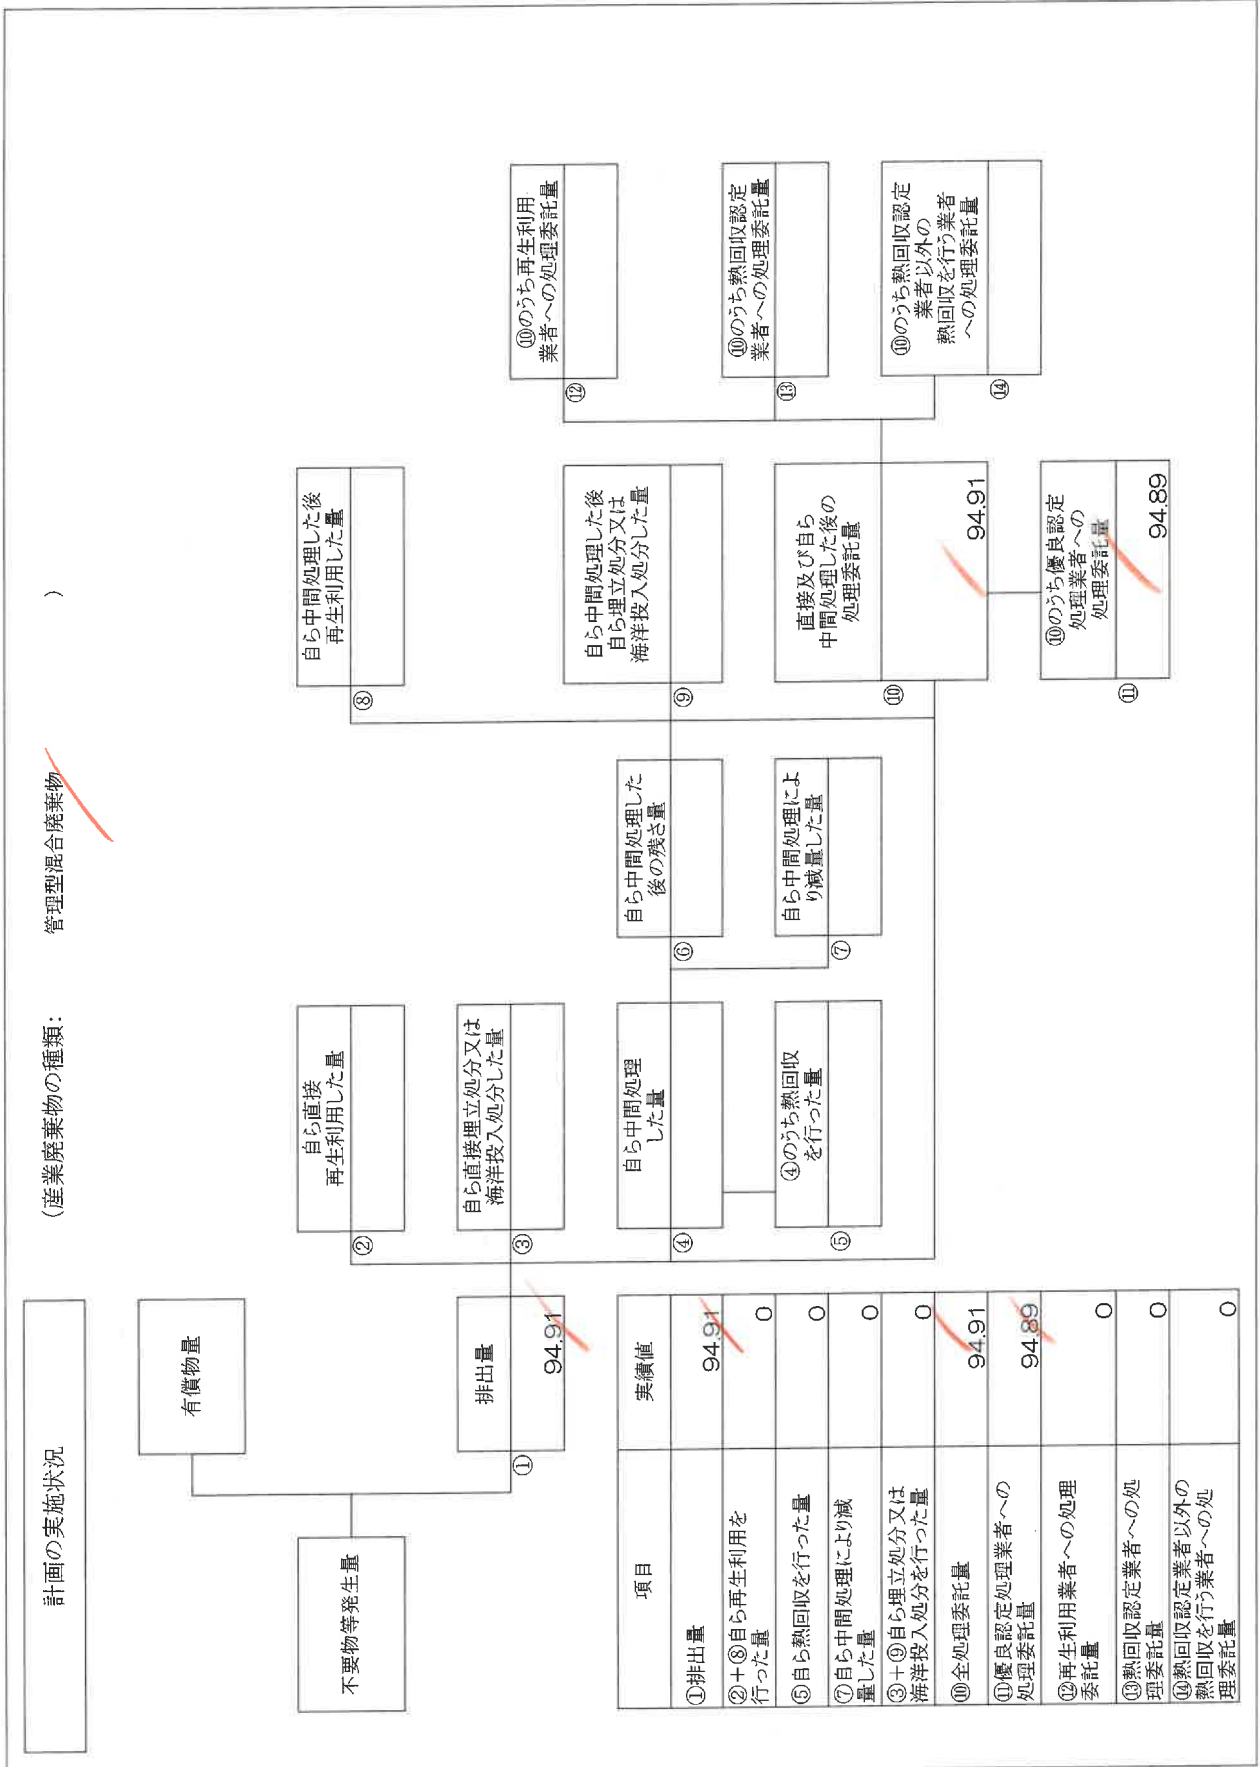 計画の実施状況
(産業廃棄物の種類:
管理型混合廃棄物
)
不要物等発生量
有償物量
①
排出量
94.91
②
自ら直接
再生利用した量
③
自ら直接埋立処分又は
海洋投入処分した量
④
自ら中間処理
した量
⑤
④のうち熱回収
を行った量
⑥
自ら中間処理した
後の残さ量
⑦
自ら中間処理によ
り減量した量
⑧
自ら中間処理した後
再生利用した量
⑨
自ら中間処理した後
自ら埋立処分又は
海洋投入処分した量
⑩
直接及び自ら
中間処理した後の
処理委託量
94.91
⑪
⑩のうち優良認定
処理業者への
処理委託量
94.89
⑫
⑩のうち再生利用
業者への処理委託量
⑬
⑩のうち熱回収認定
業者への処理委託量
⑭
⑩のうち熱回収認定
業者以外の
熱回収を行う業者
への処理委託量
項目
実績値
①排出量
94.91
②+⑧自ら再生利用を
行った量
0
⑤自ら熱回収を行った量
0
⑦自ら中間処理により減
量した量
0
③+⑨自ら埋立処分又は
海洋投入処分を行った量
0
⑩全処理委託量
94.91
⑪優良認定処理業者への
処理委託量
94.89
⑫再生利用業者への処理
委託量
0
⑬熱回収認定業者への処
理委託量
0
⑭熱回収認定業者以外の
熱回収を行う業者への処
理委託量
0